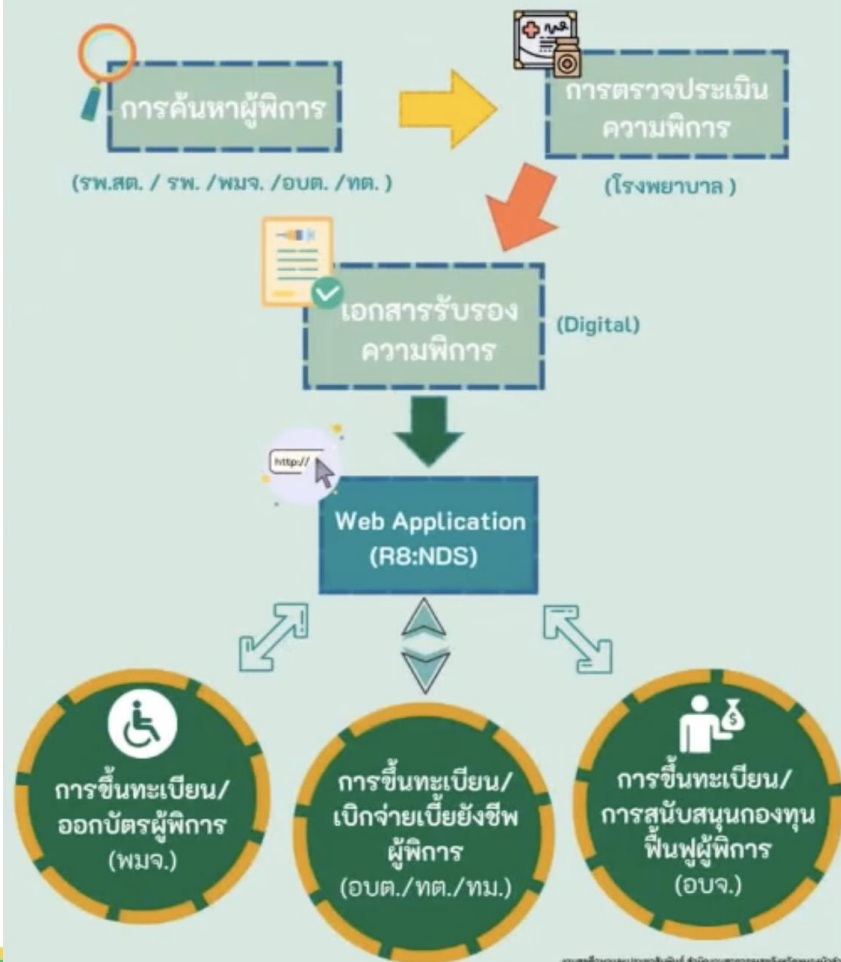 การค้นหาผู้พิการ
(รพ.สต. / รพ. /พมจ. /อบต. /ทต. )
การตรวจประเมิน
ความพิการ
(โรงพยาบาล )
เอกสารรับรอง
ความพิการ
(Digital)
http://
Web Application
(R8:NDS)
การขึ้นทะเบียน/
ออกบัตรผู้พิการ
(พมจ.)
การขึ้นทะเบียน/
เบิกจ่ายเบี้ยยังชีพ
ผู้พิการ
(อบต./ทต./ทม.)
$
การขึ้นทะเบียน/
การสนับสนุนกองทุน
ฟื้นฟูผู้พิการ
(อบจ.)